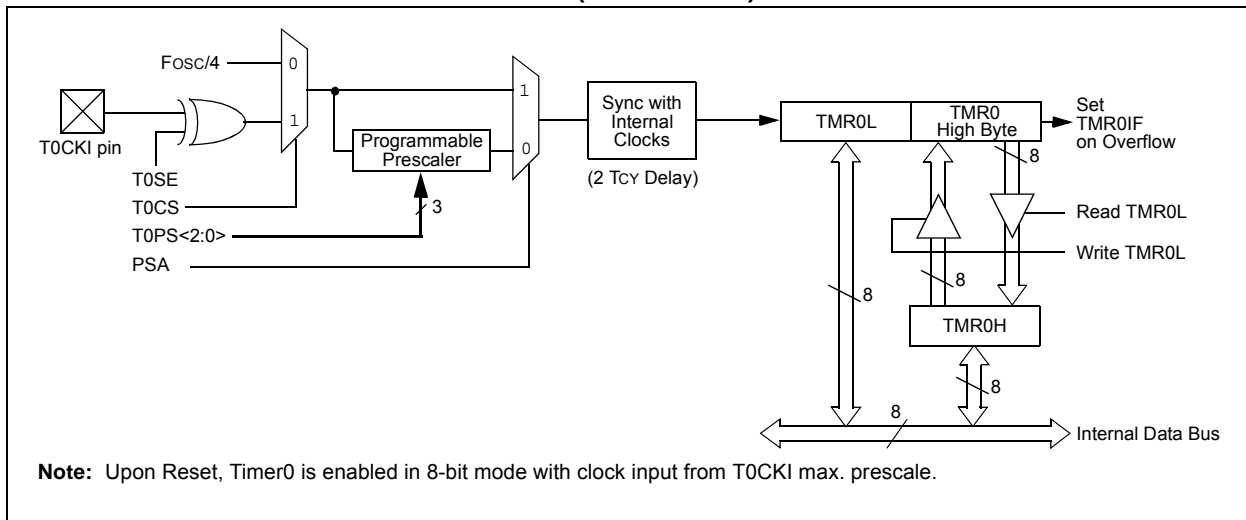 FOSC/4
0
1
T0CKI pin
T0SE
T0CS
T0PS<2:0>
PSA
Programmable
Prescaler
3
1
0
Sync with
Internal
Clocks
(2 TCY Delay)
TMR0L
TMR0
High Byte
Set
TMR0IF
on Overflow
8
Read TMR0L
Write TMR0L
8
8
TMR0H
8
8
Internal Data Bus
Note: Upon Reset, Timer0 is enabled in 8-bit mode with clock input from T0CKI max. prescale.